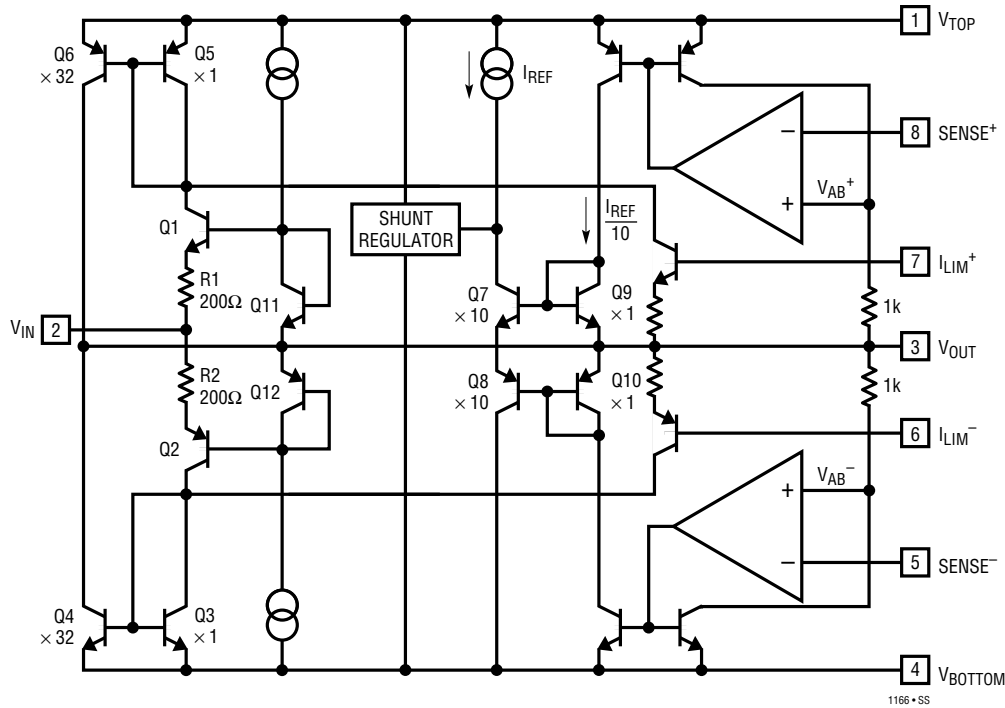 1 V_TOP
Q6
× 32
Q5
× 1
I_REF
8 SENSE+
V_AB+
SHUNT
REGULATOR
I_REF
10
Q1
7 I_LIM+
R1
200Ω
Q11
Q7
× 10
Q9
× 1
1k
V_IN 2
3 V_OUT
R2
200Ω
Q12
Q8
× 10
Q10
× 1
1k
Q2
6 I_LIM–
V_AB–
+
–
–
+
5 SENSE–
Q4
× 32
Q3
× 1
4 V_BOTTOM
1166 • SS